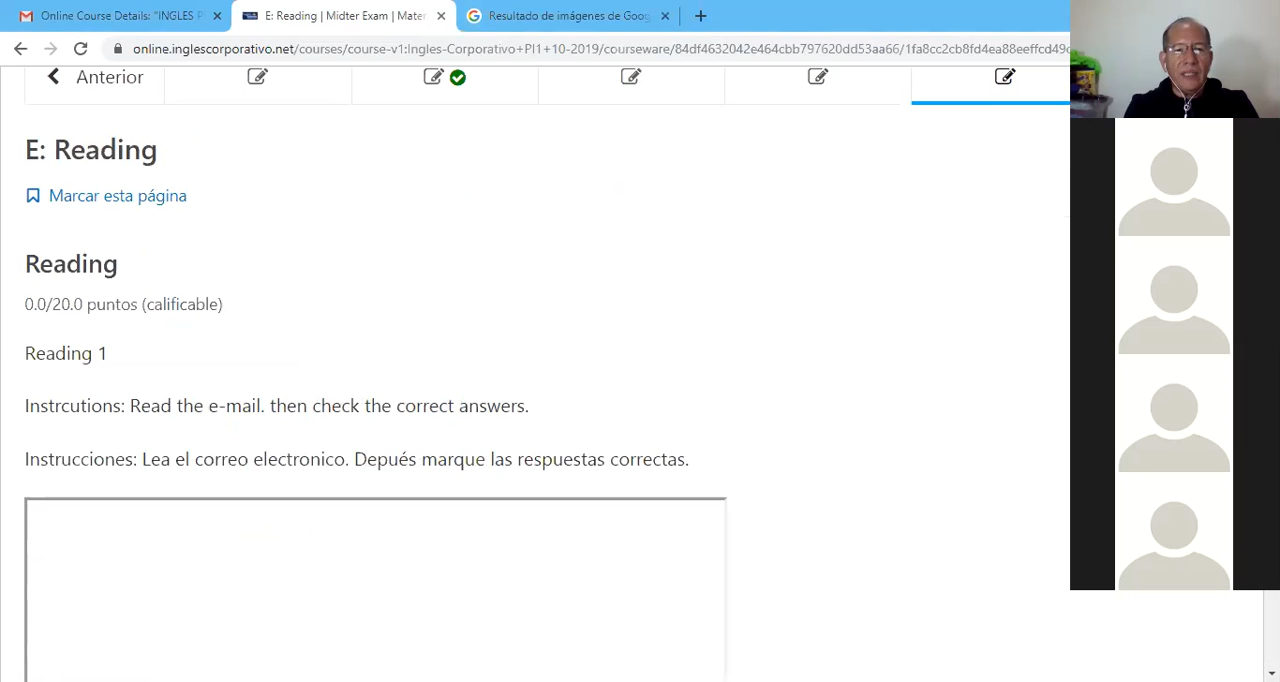 Online Course Details: "INGLES P
E: Reading | Midter Exam | Mater
Resultado de imágenes de Goog
online.inglescorporativo.net/courses/course-v1:Ingles-Corporativo+PI1+10-2019/courseware/84df4632042e464cbb797620dd53aa66/1fa8cc2cb8fd4ea88eeffcd49c
Anterior
E: Reading
Marcar esta página
Reading
0.0/20.0 puntos (calificable)
Reading 1
Instrcutions: Read the e-mail. then check the correct answers.
Instrucciones: Lea el correo electronico. Depués marque las respuestas correctas.